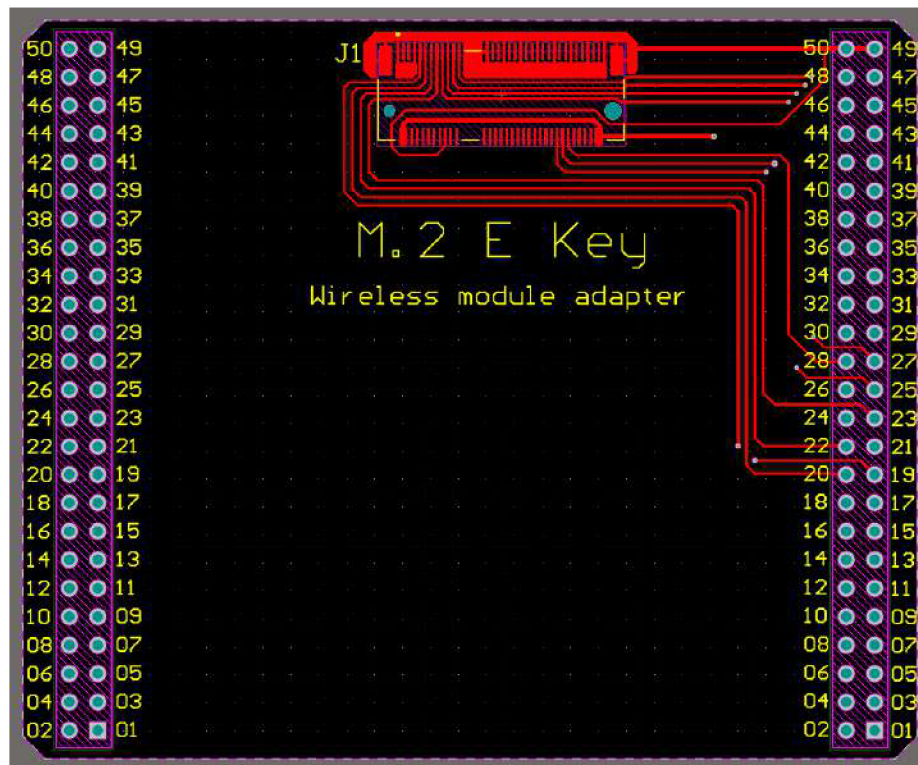 50 49 J1 50 49
48 47 48 47
46 45 46 45
44 43 44 43
42 41 42 41
40 39 40 39
38 37 38 37
36 35 36 35
M.2 E Key
34 33 34 33
Wireless module adapter
32 31 32 31
30 29 30 29
28 27 28 27
26 25 26 25
24 23 24 23
22 21 22 21
20 19 20 19
18 17 18 17
16 15 16 15
14 13 14 13
12 11 12 11
10 09 10 09
08 07 08 07
06 05 06 05
04 03 04 03
02 01 02 01